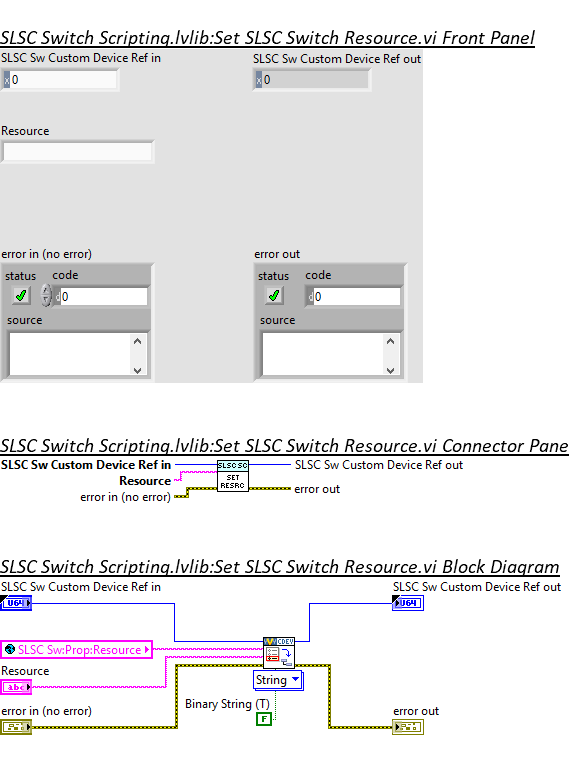 SLSC Switch Scripting.lvlib:Set SLSC Switch Resource.vi Front Panel
SLSC Sw Custom Device Ref in
SLSC Sw Custom Device Ref out
x 0
x 0
Resource
error in (no error)
error out
status code
status code
d 0
d 0
source
source
SLSC Switch Scripting.lvlib:Set SLSC Switch Resource.vi Connector Pane
SLSC Sw Custom Device Ref in
SLSC SC
SLSC Sw Custom Device Ref out
Resource
SET
RESRC
error in (no error)
error out
SLSC Switch Scripting.lvlib:Set SLSC Switch Resource.vi Block Diagram
SLSC Sw Custom Device Ref in
SLSC Sw Custom Device Ref out
U64
U64
CDEV
SLSC Sw:Prop:Resource
Resource
abc
String
Binary String (T)
F
error in (no error)
error out